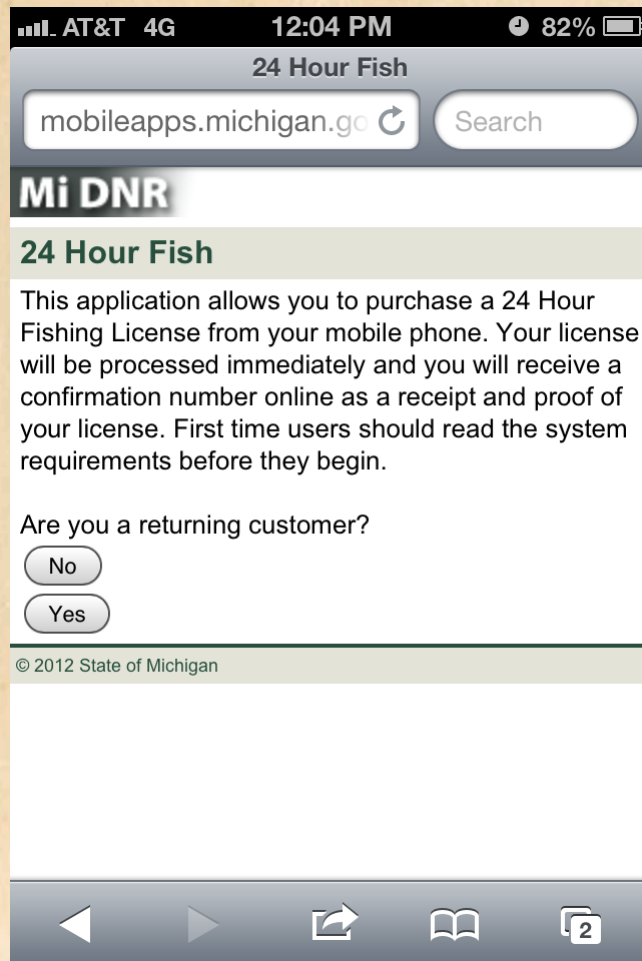 AT&T 4G 12:04 PM 82%
24 Hour Fish
mobileapps.michigan.go Search
Mi DNR
24 Hour Fish
This application allows you to purchase a 24 Hour
Fishing License from your mobile phone. Your license
will be processed immediately and you will receive a
confirmation number online as a receipt and proof of
your license. First time users should read the system
requirements before they begin.
Are you a returning customer?
No
Yes
© 2012 State of Michigan
2